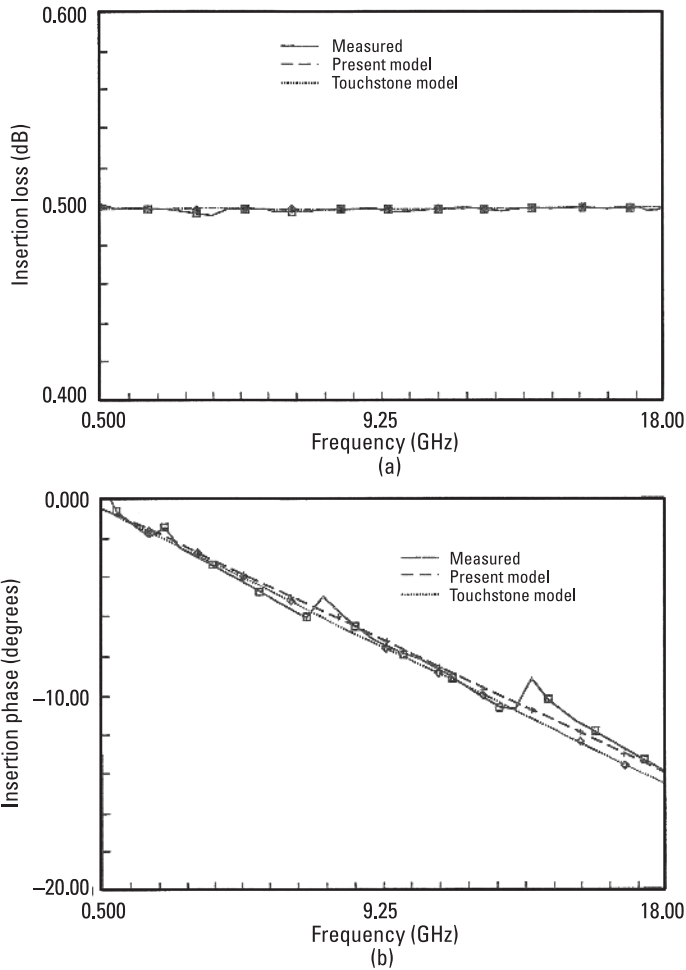 0.600
Measured
Present model
Touchstone model
Insertion loss (dB)
0.500
0.400
0.500
9.25
18.00
Frequency (GHz)
(a)
0.000
Measured
Present model
Touchstone model
Insertion phase (degrees)
−10.00
−20.00
0.500
9.25
18.00
Frequency (GHz)
(b)